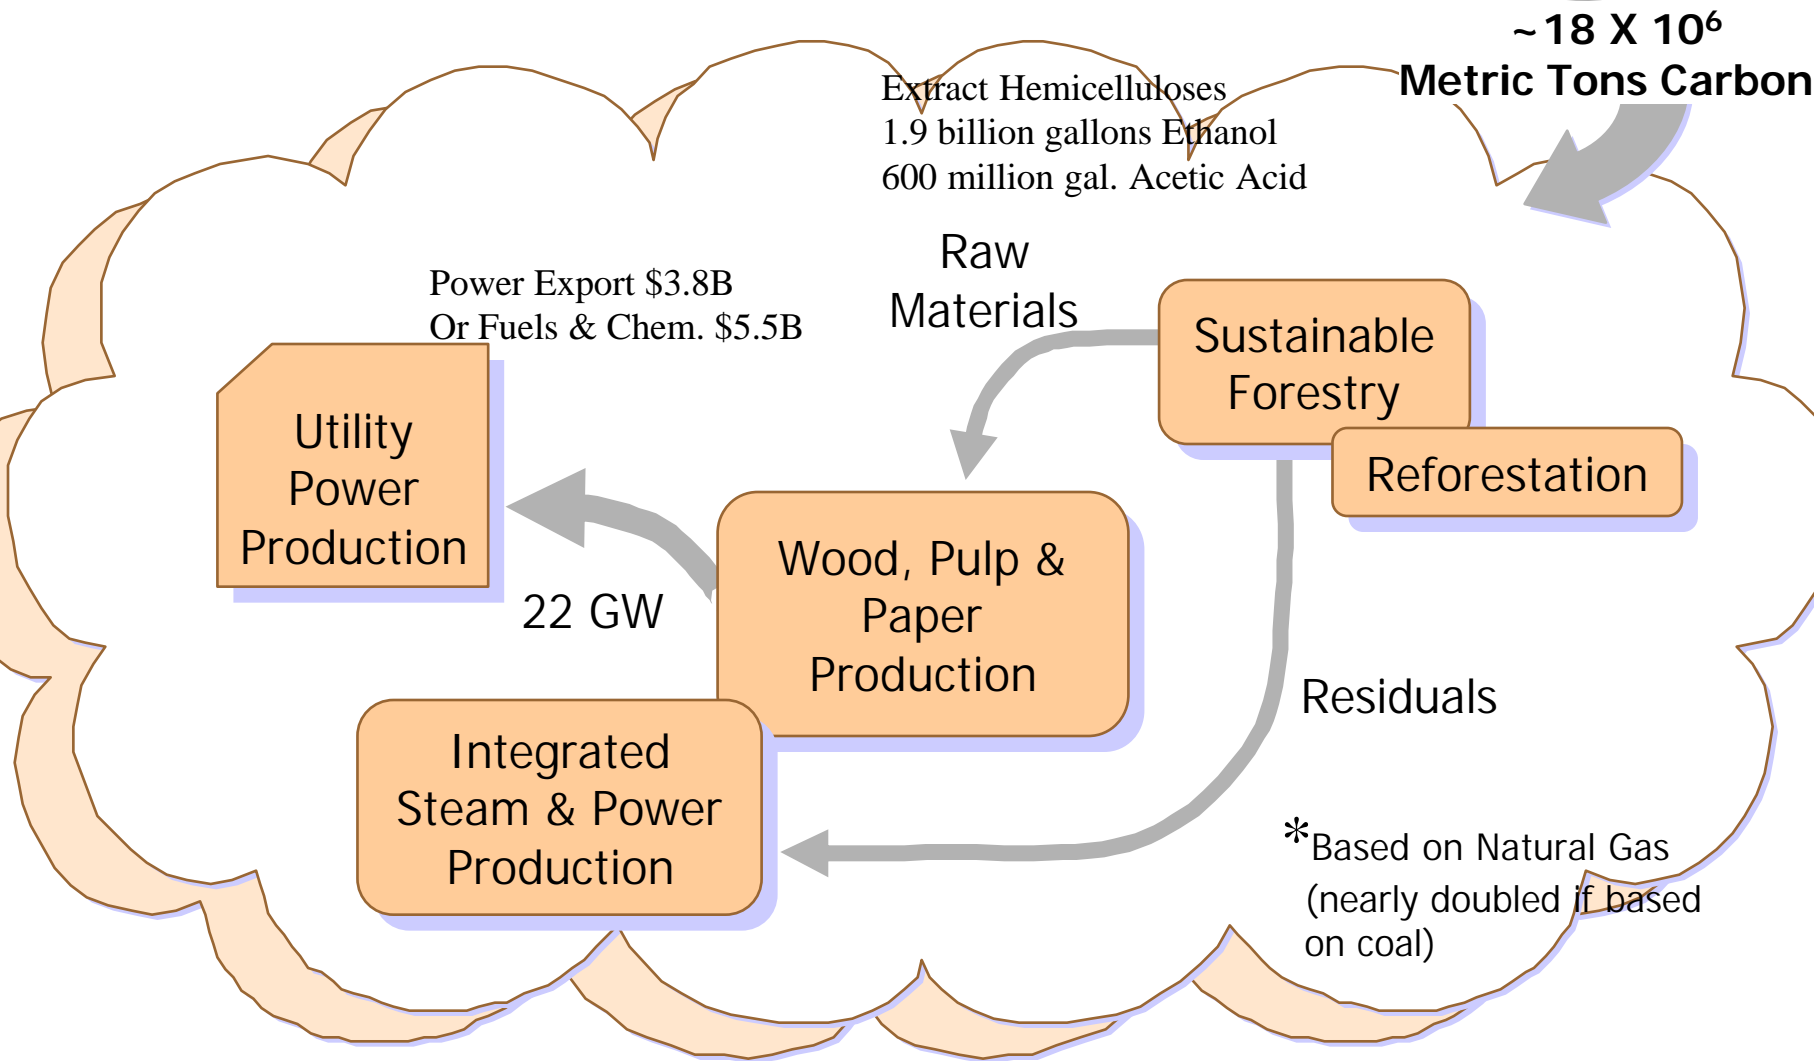 ~18 X 10⁶
Metric Tons Carbon
Extract Hemicelluloses
1.9 billion gallons Ethanol
600 million gal. Acetic Acid
Raw
Materials
Power Export $3.8B
Or Fuels & Chem. $5.5B
Sustainable
Forestry
Reforestation
Utility
Power
Production
22 GW
Wood, Pulp &
Paper
Production
Residuals
Integrated
Steam & Power
Production
*Based on Natural Gas
(nearly doubled if based
on coal)